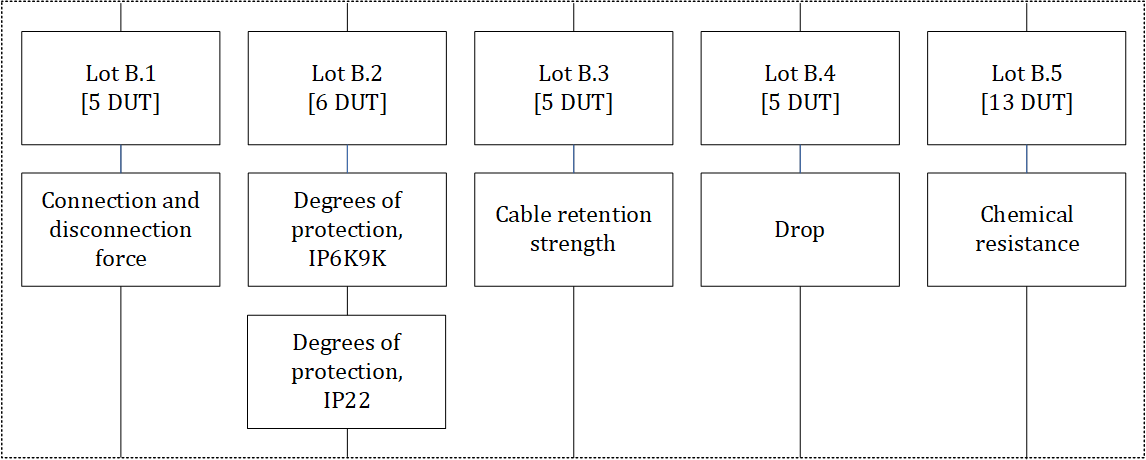 Lot B.1
[5 DUT]
Lot B.2
[6 DUT]
Lot B.3
[5 DUT]
Lot B.4
[5 DUT]
Lot B.5
[13 DUT]
Connection and
disconnection
force
Degrees of
protection,
IP6K9K
Cable retention
strength
Drop
Chemical
resistance
Degrees of
protection,
IP22